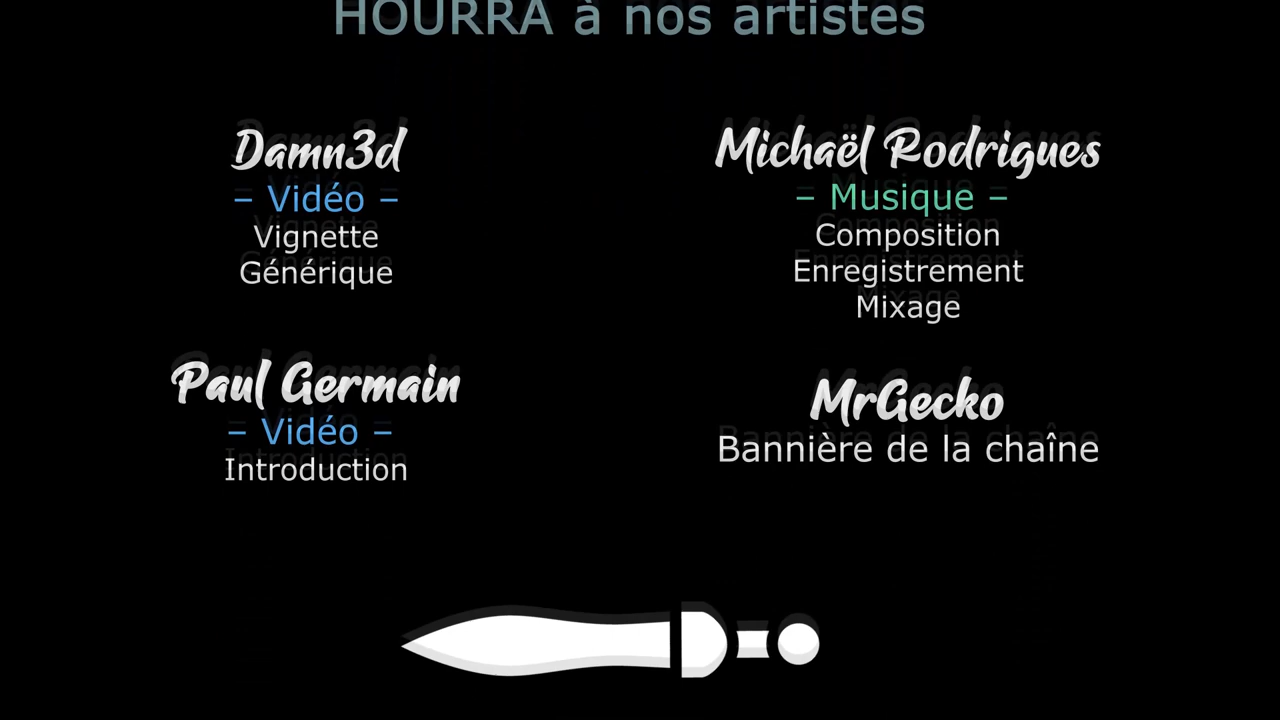 HOURRA à nos artistes
Damn3d
– Vidéo –
Vignette
Générique
Michaël Rodrigues
– Musique –
Composition
Enregistrement
Mixage
Paul Germain
– Vidéo –
Introduction
MrGecko
Bannière de la chaîne